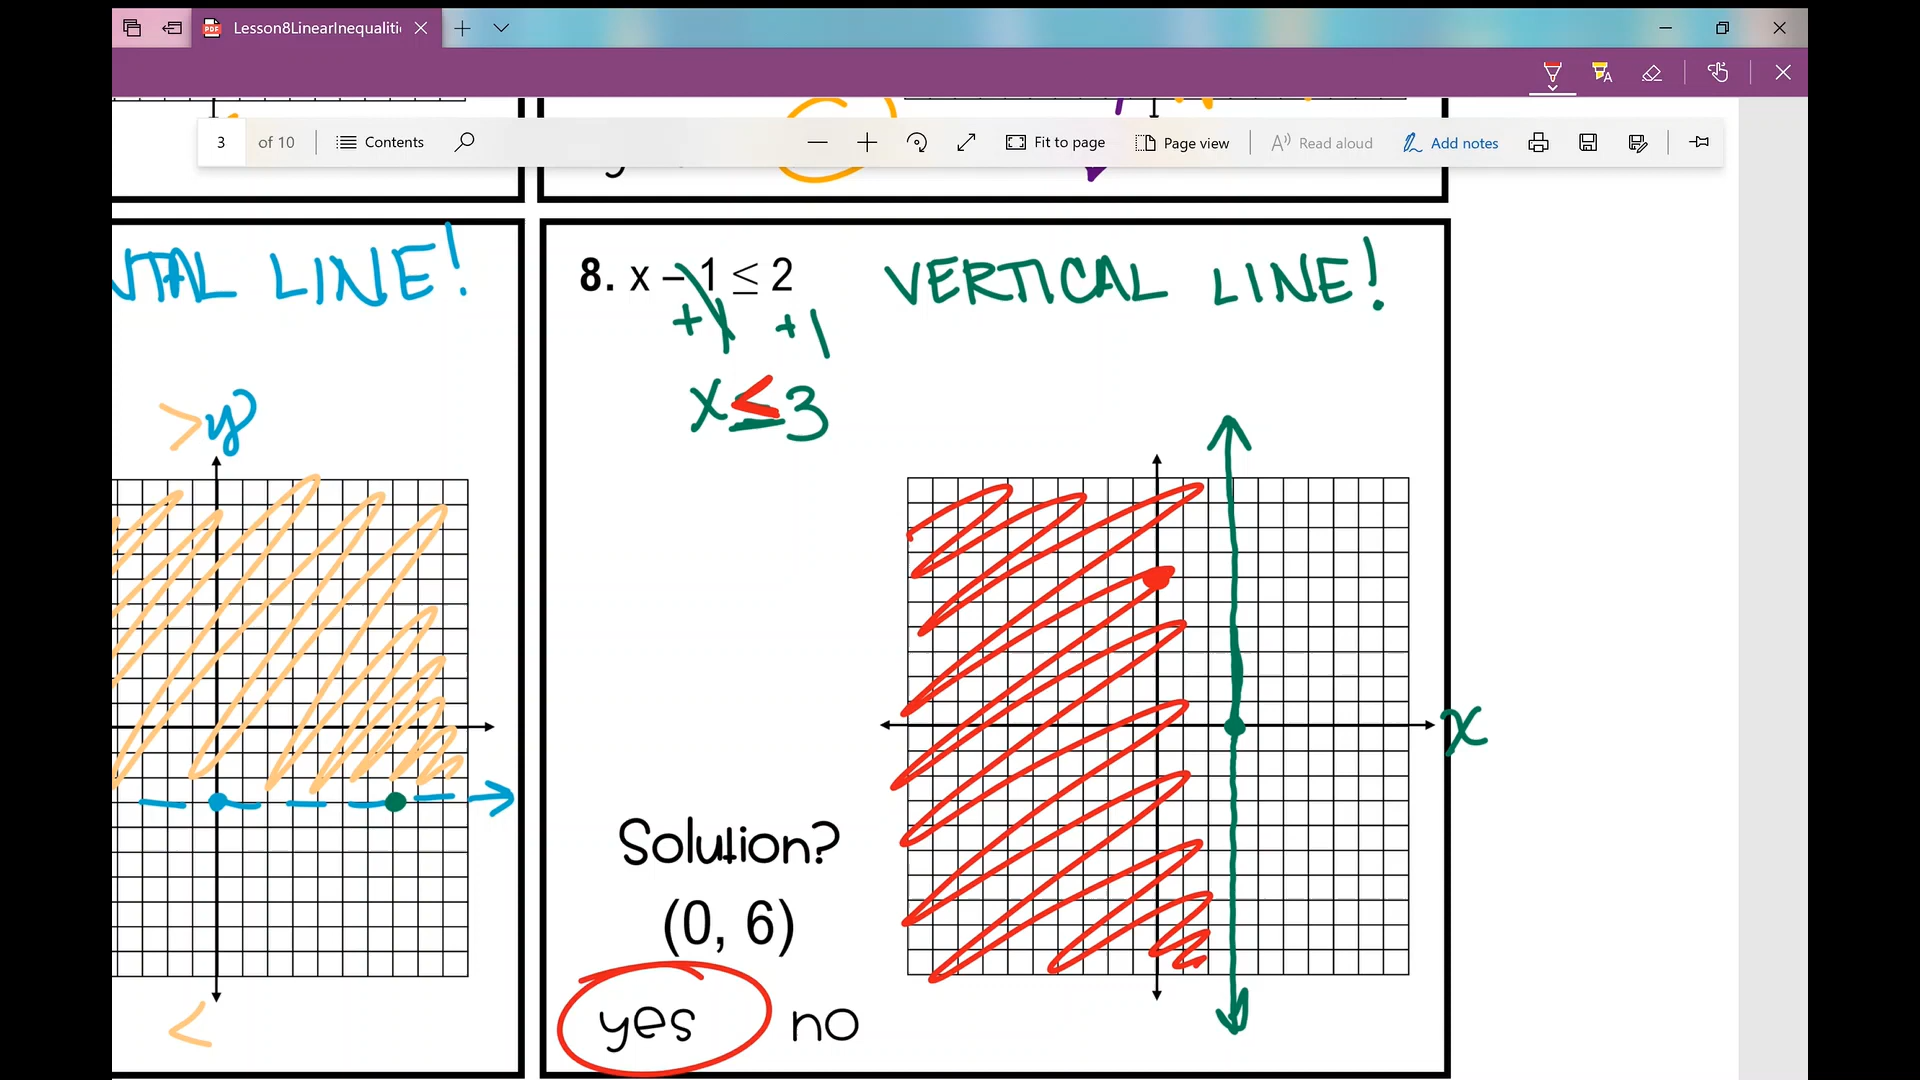 Lesson8LinearInequaliti
3 of 10
Contents
Fit to page
Page view
Read aloud
Add notes
NTAL LINE!
8. x – 1 ≤ 2
VERTICAL LINE!
+1 +1
x ≤ 3
> y
x
Solution?
(0, 6)
yes no
<